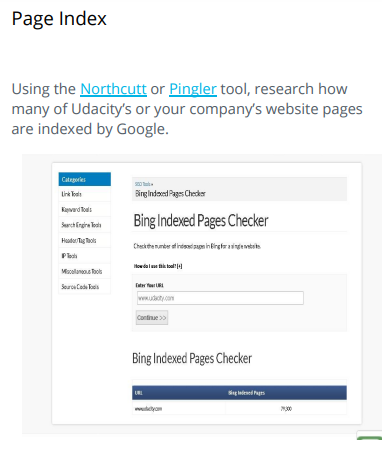 Page Index
Using the Northcutt or Pingler tool, research how
many of Udacity's or your company's website pages
are indexed by Google.
Categories
Link Tools
Keyword Tools
Search Engine Tools
Header/Tag Tools
IP Tools
Miscellaneous Tools
Source Code Tools
SEO Tools »
Bing Indexed Pages Checker
Bing Indexed Pages Checker
Check the number of indexed pages in Bing for a single website.
How do I use this tool? [+]
Enter Your URL
www.udacity.com
Continue >>
Bing Indexed Pages Checker
URL Bing Indexed Pages
www.udacity.com